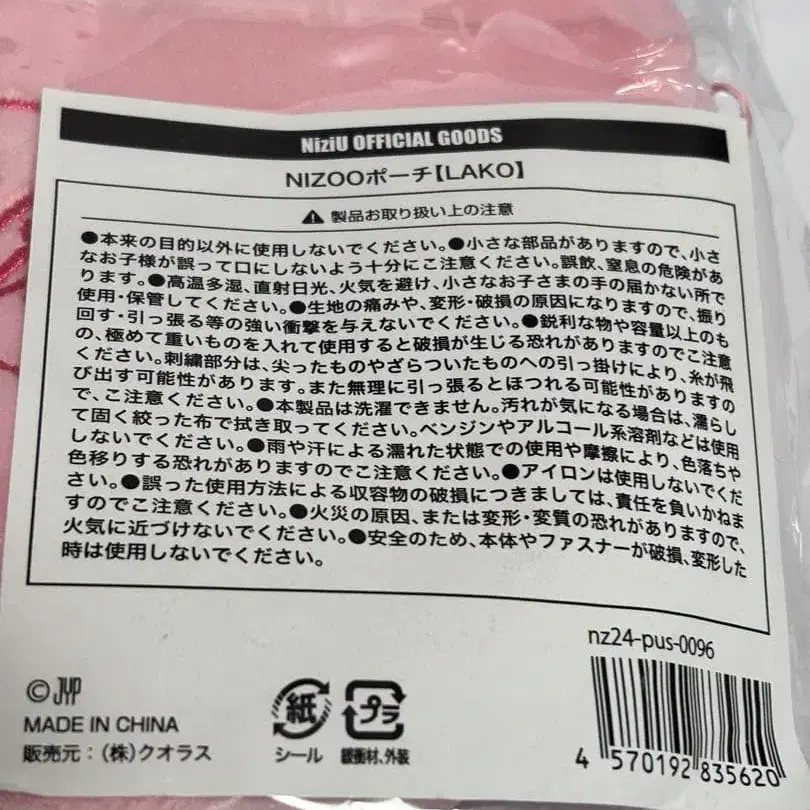 NiziU OFFICIAL GOODS
NIZOOポーチ【LAKO】
製品お取り扱い上の注意
●本来の目的以外に使用しないでください。●小さな部品がありますので、小さ
なお子様が誤って口にしないよう十分にご注意ください。誤飲、窒息の危険があ
ります。●高温多湿、直射日光、火気を避け、小さなお子さまの手の届かない所で
使用・保管してください。●生地の痛みや、変形・破損の原因になりますので、振り
回す・引っ張る等の強い衝撃を与えないでください。●鋭利な物や容量以上のも
の、極めて重いものを入れて使用すると破損が生じる恐れがありますのでご注意
ください。刺繍部分は、尖ったものやざらついたものへの引っ掛けにより、糸が飛
び出す可能性があります。また無理に引っ張るとほつれる可能性がありますの
で、ご注意ください。●本製品は洗濯できません。汚れが気になる場合は、濡らし
て固く絞った布で拭き取ってください。ベンジンやアルコール系溶剤などは使用
しないでください。●雨や汗による濡れた状態での使用や摩擦により、色落ちや
色移りする恐れがありますのでご注意ください。●アイロンは使用しないでくだ
さい。●誤った使用方法による収容物の破損につきましては、責任を負いかねま
すのでご注意ください。●火災の原因、または変形・変質の恐れがありますので、
火気に近づけないでください。●安全のため、本体やファスナーが破損、変形した
時は使用しないでください。
nz24-pus-0096
©JYP
MADE IN CHINA
販売元：(株)クオラス
紙
シール
プラ
緩衝材、外装
4 570192 835620